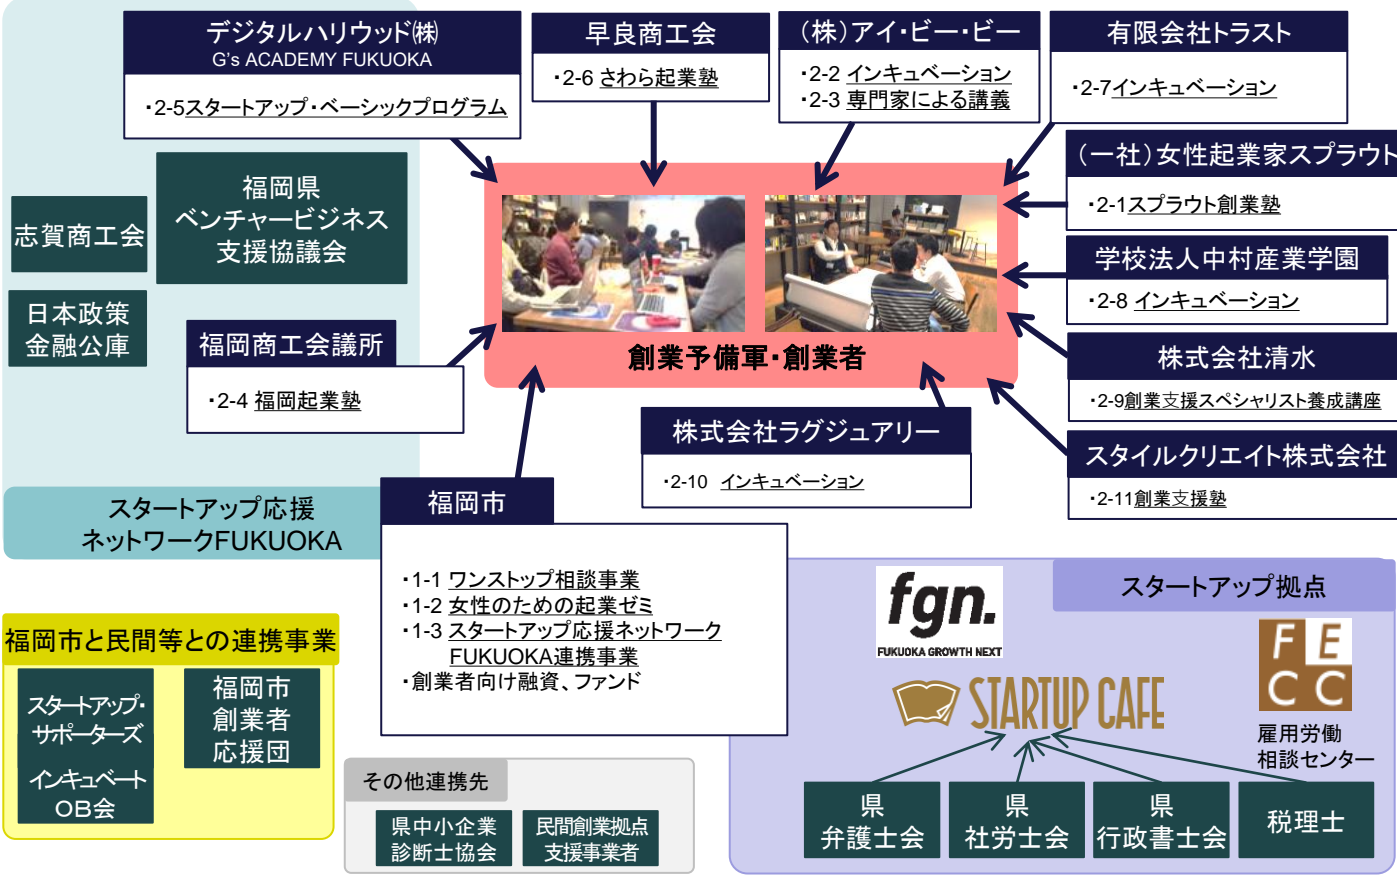 デジタルハリウッド㈱
G's ACADEMY FUKUOKA
・2-5スタートアップ・ベーシックプログラム
早良商工会
・2-6 さわら起業塾
（株）アイ・ビー・ビー
・2-2 インキュベーション
・2-3 専門家による講義
有限会社トラスト
・2-7インキュベーション
（一社）女性起業家スプラウト
・2-1スプラウト創業塾
学校法人中村産業学園
・2-8 インキュベーション
株式会社清水
・2-9創業支援スペシャリスト養成講座
スタイルクリエイト株式会社
・2-11創業支援塾
志賀商工会
福岡県
ベンチャービジネス
支援協議会
日本政策
金融公庫
福岡商工会議所
・2-4 福岡起業塾
創業予備軍・創業者
株式会社ラグジュアリー
・2-10 インキュベーション
スタートアップ応援
ネットワークFUKUOKA
福岡市
・1-1 ワンストップ相談事業
・1-2 女性のための起業ゼミ
・1-3 スタートアップ応援ネットワーク
FUKUOKA連携事業
・創業者向け融資、ファンド
福岡市と民間等との連携事業
スタートアップ・
サポーターズ
インキュベート
OB会
福岡市
創業者
応援団
その他連携先
県中小企業
診断士協会
民間創業拠点
支援事業者
スタートアップ拠点
fgn.
FUKUOKA GROWTH NEXT
STARTUP CAFE
F E
C C
雇用労働
相談センター
県
弁護士会
県
社労士会
県
行政書士会
税理士